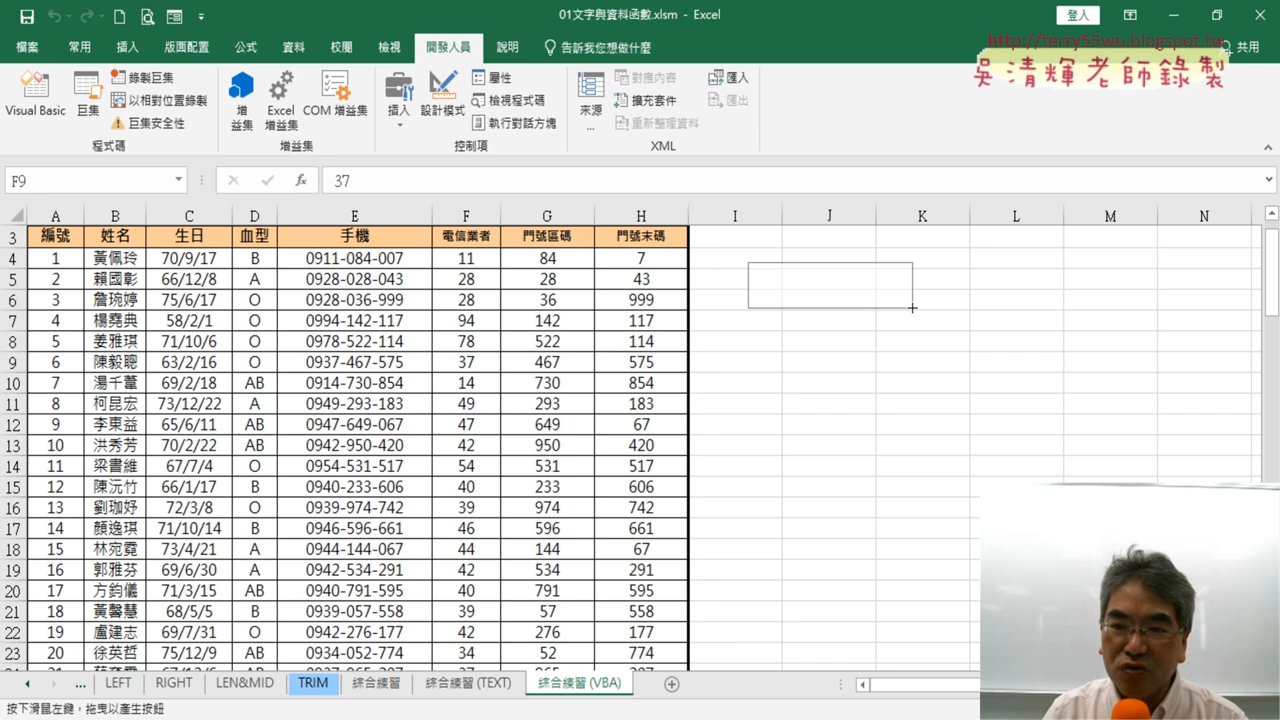 01文字與資料函數.xlsm - Excel
登入
檔案 常用 插入 版面配置 公式 資料 校閱 檢視 開發人員 說明 告訴我您想做什麼 共用
http://terry55wu.blogspot.tw
吳清輝老師錄製
Visual Basic 巨集 錄製巨集 以相對位置錄製 巨集安全性
增益集 Excel 增益集 COM 增益集
插入 設計模式 屬性 檢視程式碼 執行對話方塊
來源... 對應內容 擴充套件 重新整理資料 匯入 匯出
程式碼 增益集 控制項 XML
F9 fx 37
A B C D E F G H I J K L M N
3 編號 姓名 生日 血型 手機 電信業者 門號區碼 門號末碼
4 1 黃佩玲 70/9/17 B 0911-084-007 11 84 7
5 2 賴國彰 66/12/8 A 0928-028-043 28 28 43
6 3 詹琬婷 75/6/17 O 0928-036-999 28 36 999
7 4 楊堯典 58/2/1 O 0994-142-117 94 142 117
8 5 姜雅琪 71/10/6 O 0978-522-114 78 522 114
9 6 陳毅聰 63/2/16 O 0937-467-575 37 467 575
10 7 湯千葦 69/2/18 AB 0914-730-854 14 730 854
11 8 柯昆宏 73/12/22 A 0949-293-183 49 293 183
12 9 李東益 65/6/11 AB 0947-649-067 47 649 67
13 10 洪秀芳 70/2/22 AB 0942-950-420 42 950 420
14 11 梁書維 67/7/4 O 0954-531-517 54 531 517
15 12 陳沅竹 66/1/17 B 0940-233-606 40 233 606
16 13 劉珈妤 72/3/8 O 0939-974-742 39 974 742
17 14 顏逸琪 71/10/14 B 0946-596-661 46 596 661
18 15 林宛霓 73/4/21 A 0944-144-067 44 144 67
19 16 郭雅芬 69/6/30 A 0942-534-291 42 534 291
20 17 方鈞儀 71/3/15 AB 0940-791-595 40 791 595
21 18 黃馨慧 68/5/5 B 0939-057-558 39 57 558
22 19 盧建志 69/7/31 O 0942-276-177 42 276 177
23 20 徐英哲 75/12/9 AB 0934-052-774 34 52 774
... LEFT RIGHT LEN&MID TRIM 綜合練習 綜合練習 (TEXT) 綜合練習 (VBA)
按下滑鼠左鍵，拖曳以產生按鈕